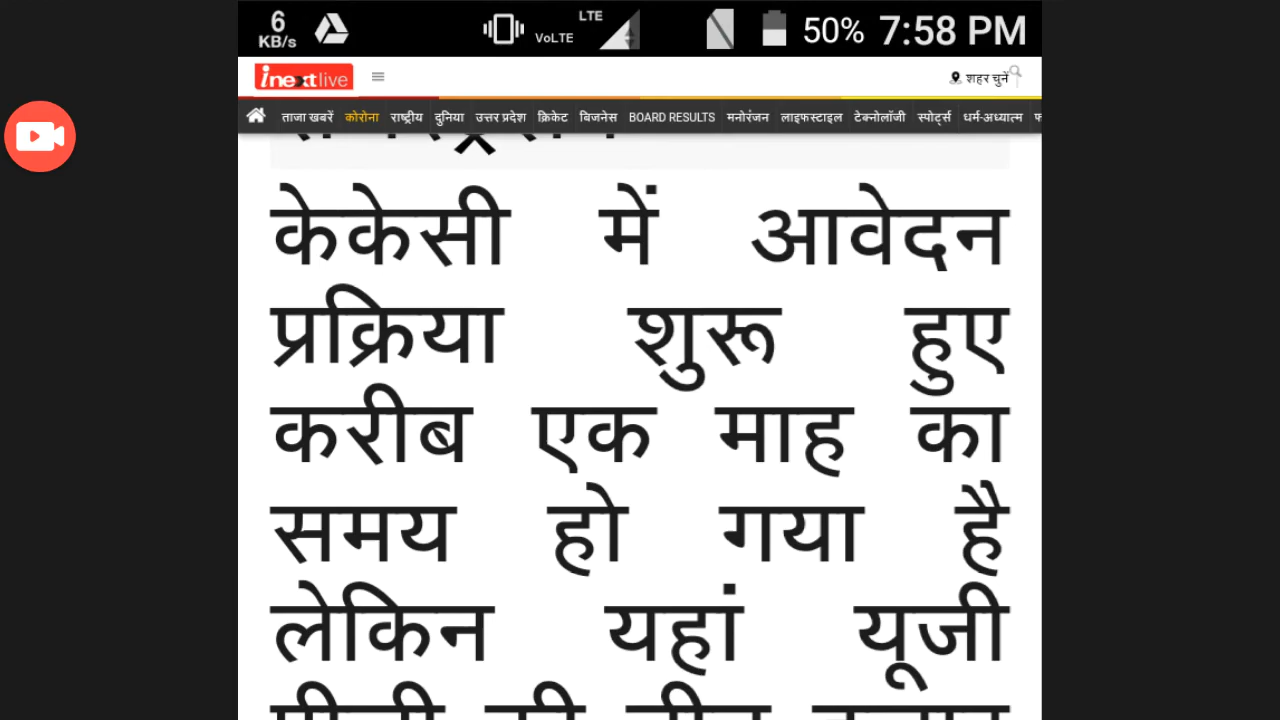 6 KB/s VoLTE LTE 50% 7:58 PM
inextlive शहर चुनें
ताजा खबरें कोरोना राष्ट्रीय दुनिया उत्तर प्रदेश क्रिकेट बिजनेस BOARD RESULTS मनोरंजन लाइफस्टाइल टेक्नोलॉजी स्पोर्ट्स धर्म-अध्यात्म
केकेसी में आवेदन
प्रक्रिया शुरू हुए
करीब एक माह का
समय हो गया है
लेकिन यहां यूजी